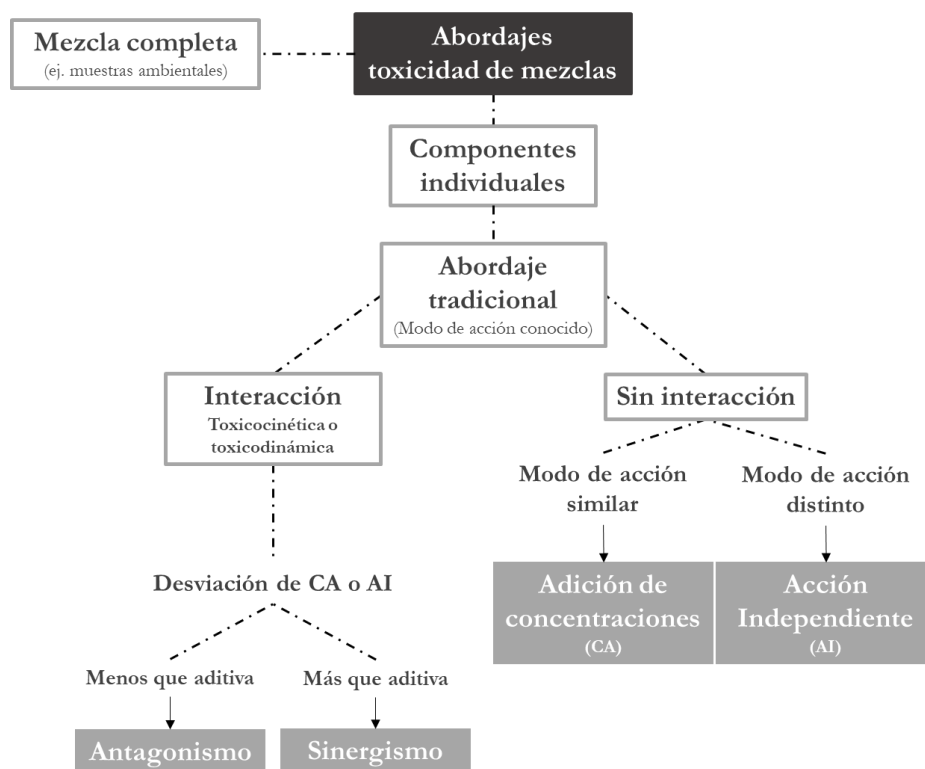 Mezcla completa
(ej. muestras ambientales)
Abordajes
toxicidad de mezclas
Componentes
individuales
Abordaje
tradicional
(Modo de acción conocido)
Interacción
Toxicocinética o
toxicodinámica
Sin interacción
Modo de acción
similar
Modo de acción
distinto
Adición de
concentraciones
(CA)
Acción
Independiente
(AI)
Desviación de CA o AI
Menos que aditiva
Más que aditiva
Antagonismo
Sinergismo